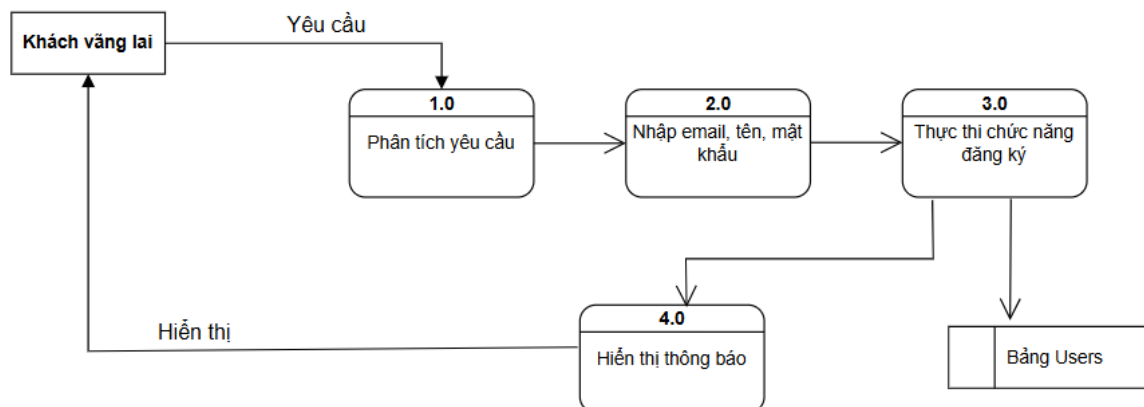 Khách vãng lai
Yêu cầu
1.0
Phân tích yêu cầu
2.0
Nhập email, tên, mật
khẩu
3.0
Thực thi chức năng
đăng ký
4.0
Hiển thị thông báo
Hiển thị
Bảng Users